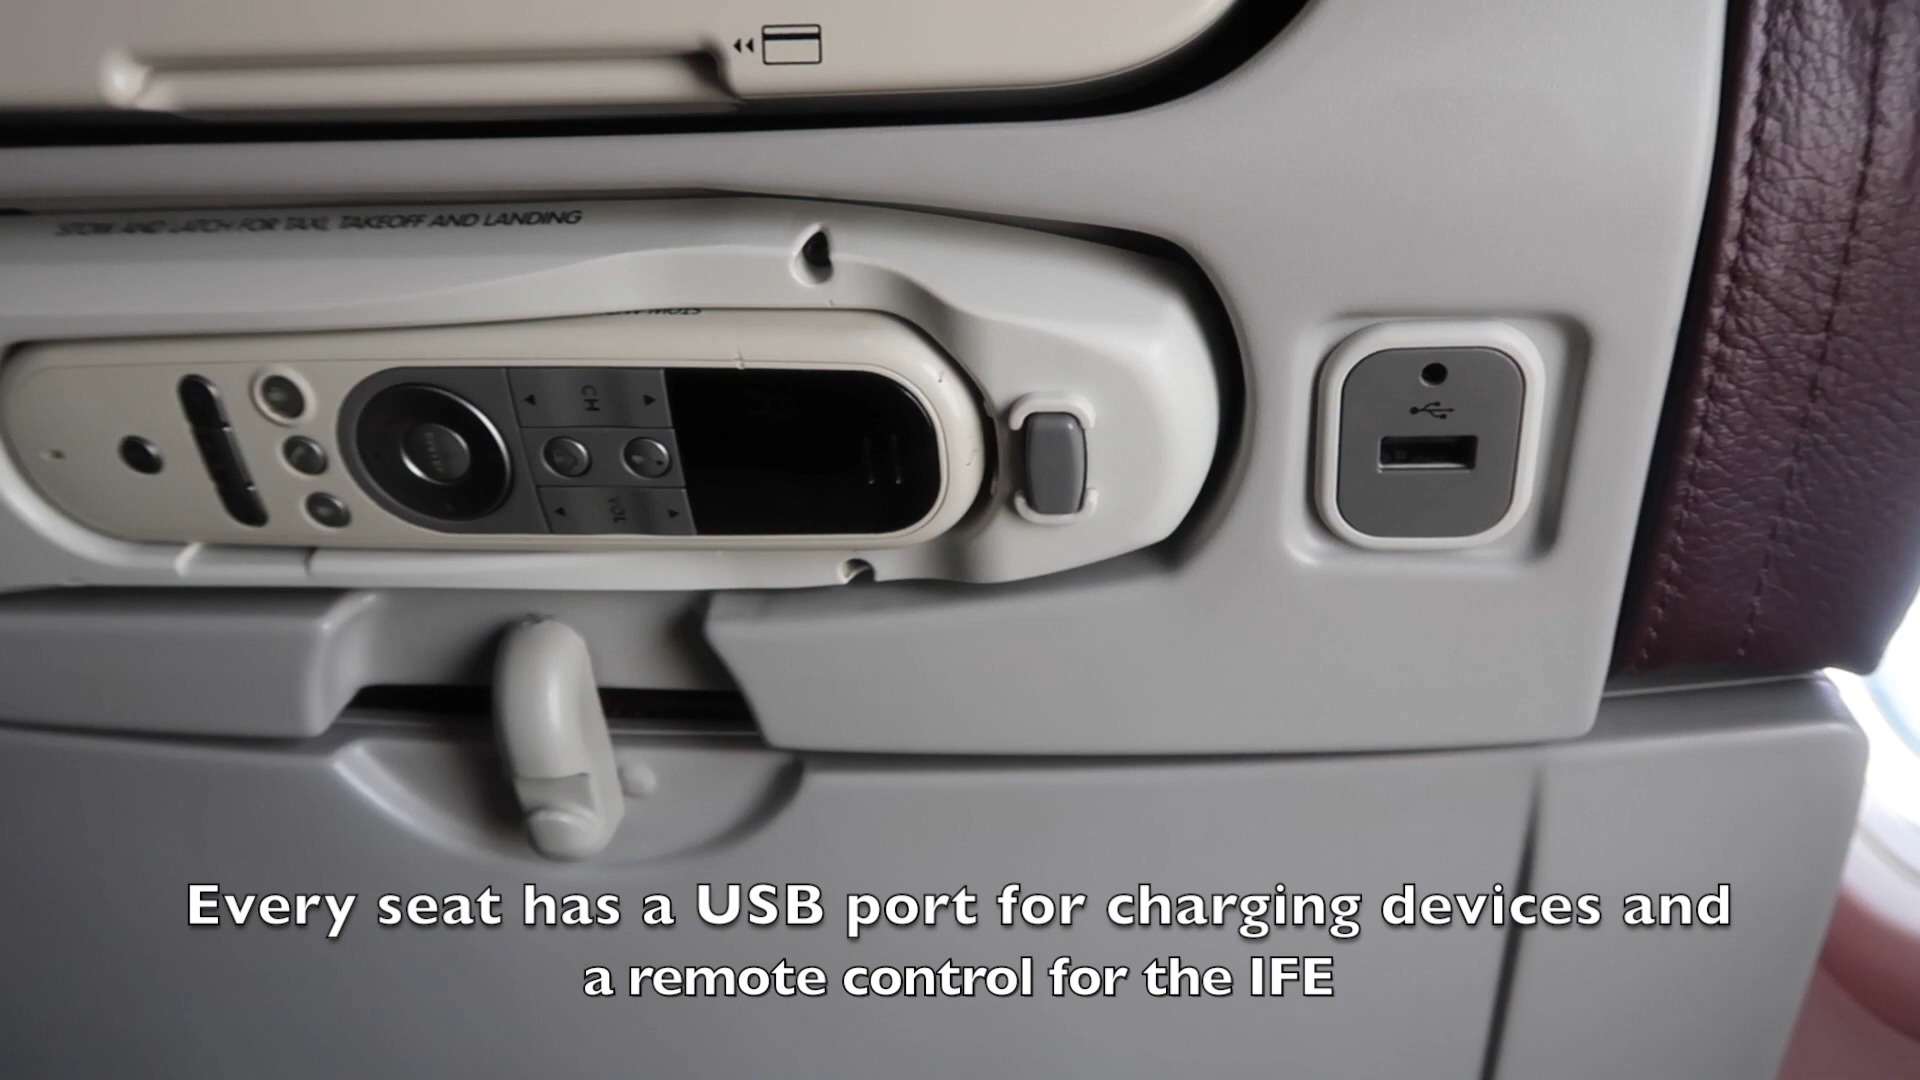 STOW AND LATCH FOR TAXI, TAKEOFF AND LANDING
CH
VOL
Every seat has a USB port for charging devices and
a remote control for the IFE